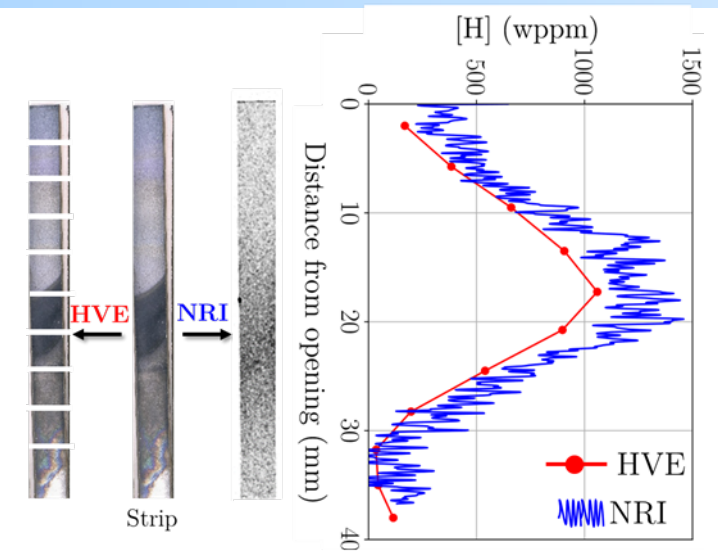 [H] (wppm)
0 500 1000 1500
0
10
20
30
40
Distance from opening (mm)
HVE
NRI
Strip
HVE
NRI